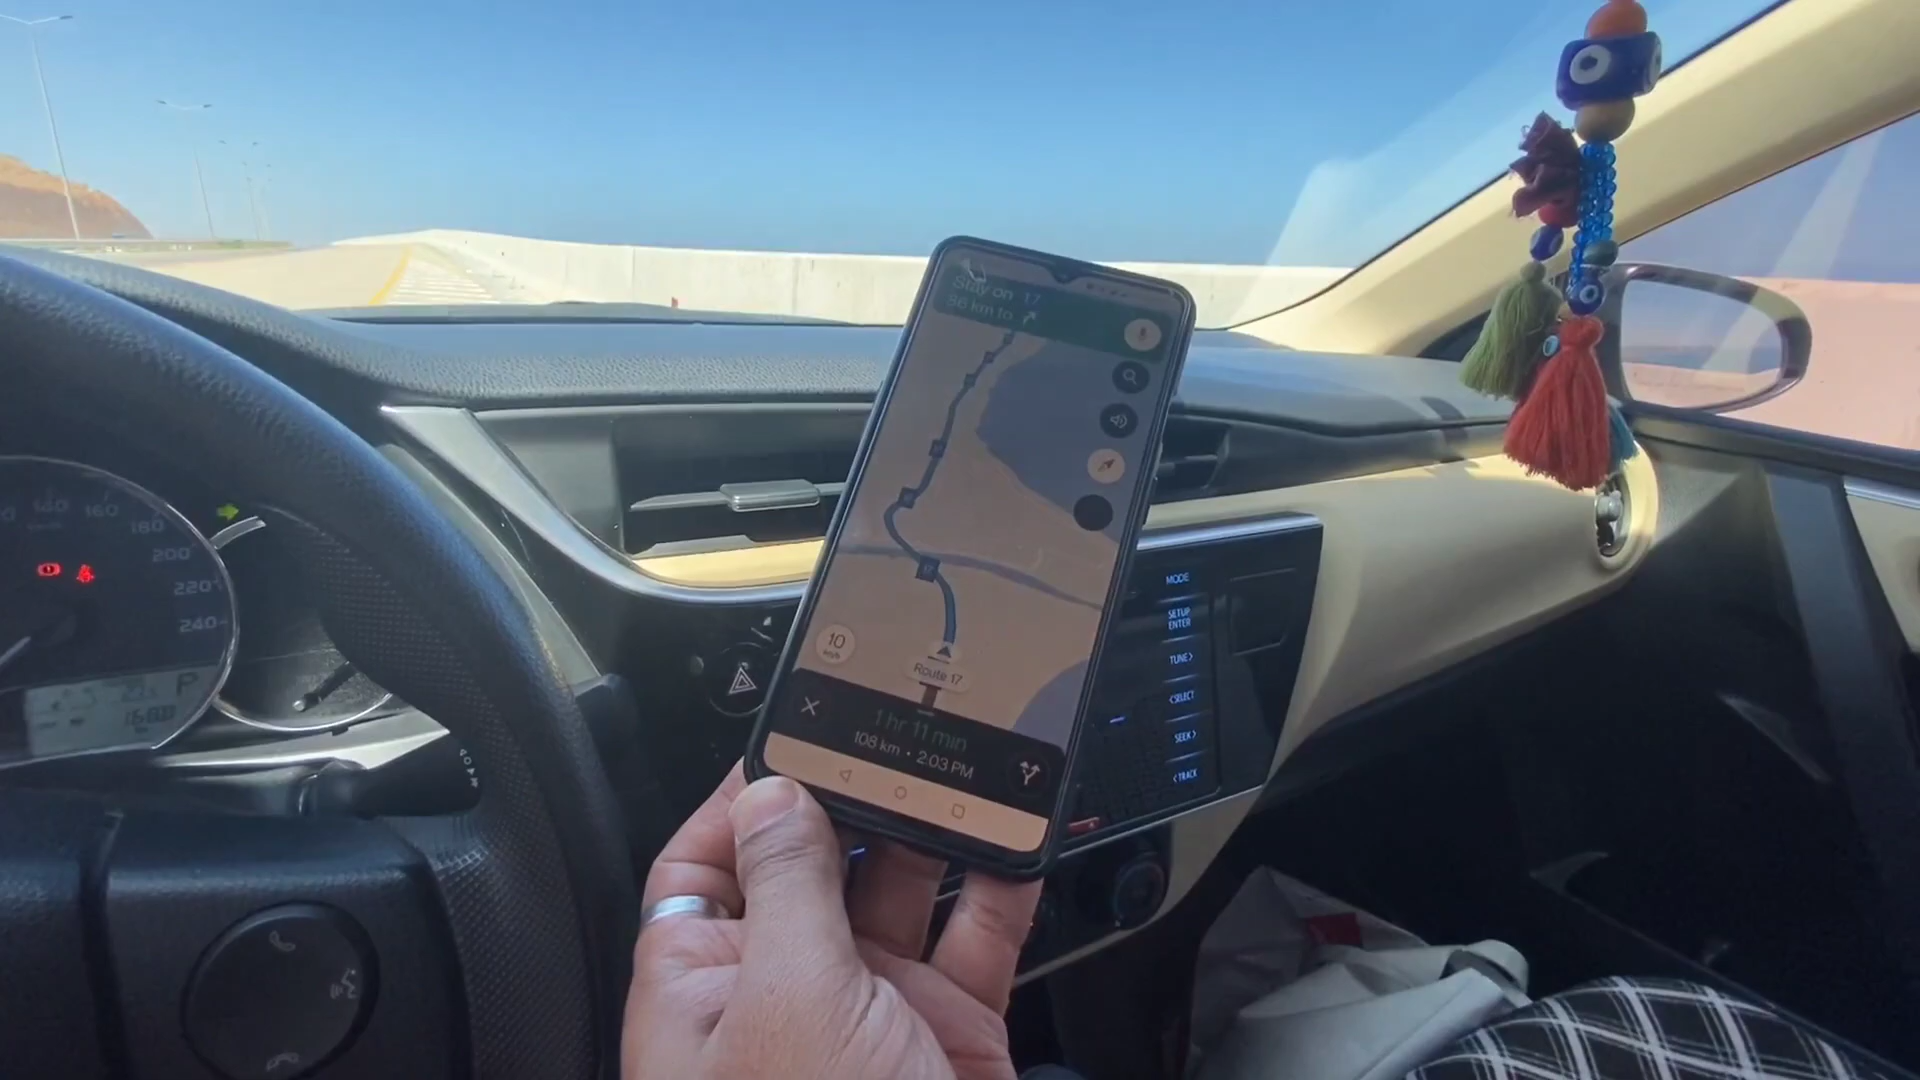 Stay on 17
86 km to
17
10
km/h
Route 17
1 hr 11 min
108 km • 2:03 PM
MODE
SETUP
ENTER
TUNE>
<SELECT
SEEK>
<TRACK
140
160
180
200
220
240
P